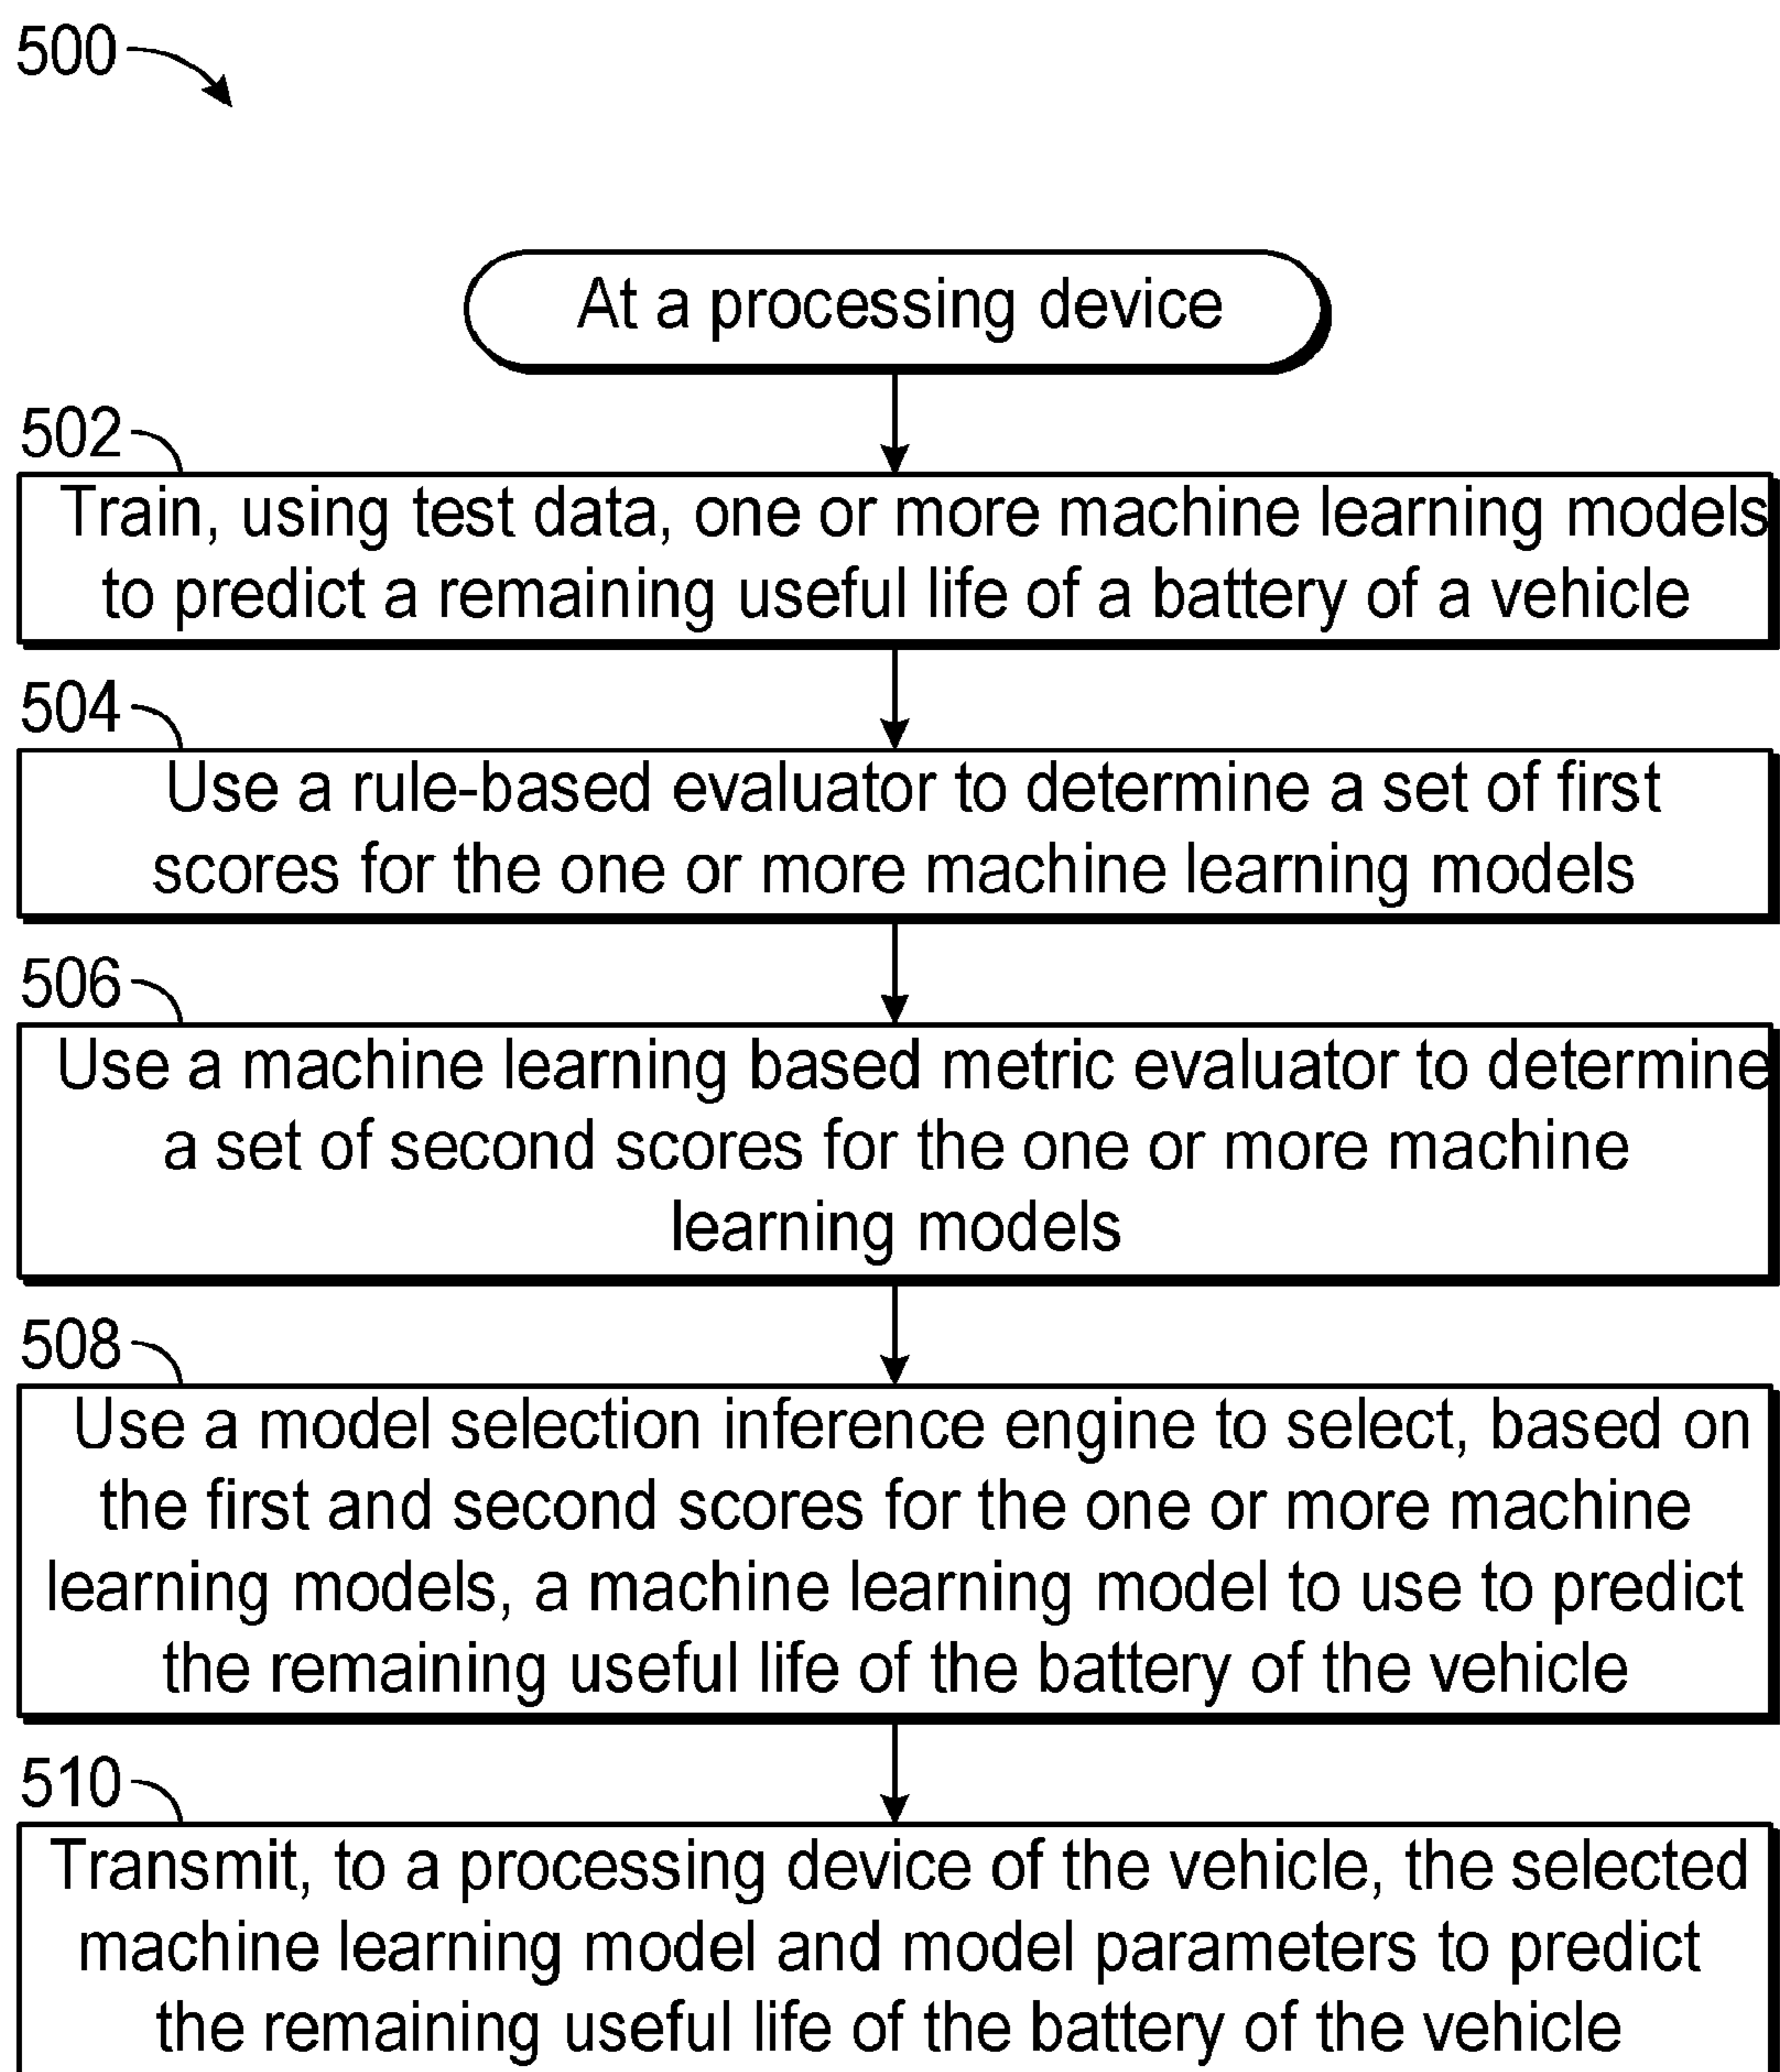 500
At a processing device
502
Train, using test data, one or more machine learning models
to predict a remaining useful life of a battery of a vehicle
504
Use a rule-based evaluator to determine a set of first
scores for the one or more machine learning models
506
Use a machine learning based metric evaluator to determine
a set of second scores for the one or more machine
learning models
508
Use a model selection inference engine to select, based on
the first and second scores for the one or more machine
learning models, a machine learning model to use to predict
the remaining useful life of the battery of the vehicle
510
Transmit, to a processing device of the vehicle, the selected
machine learning model and model parameters to predict
the remaining useful life of the battery of the vehicle